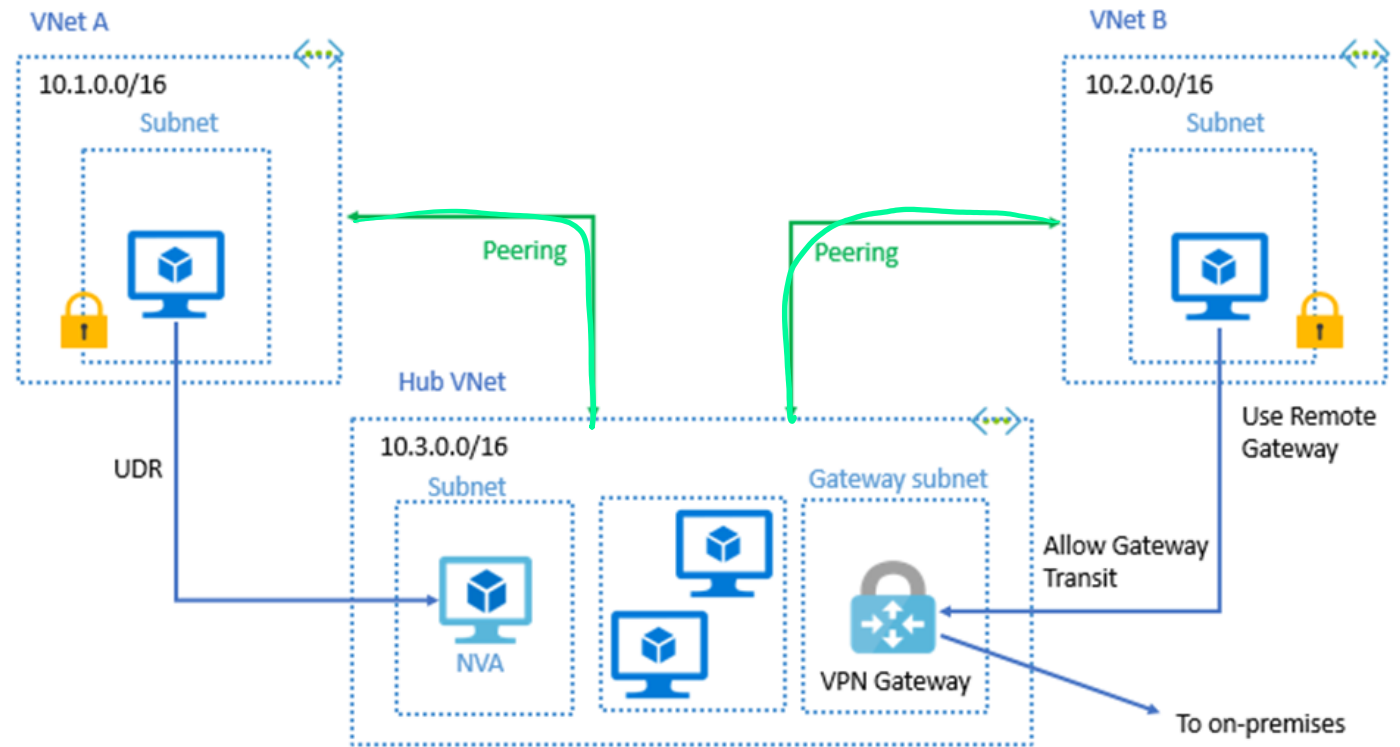 VNet A
10.1.0.0/16
Subnet
VNet B
10.2.0.0/16
Subnet
Peering
Peering
UDR
Hub VNet
10.3.0.0/16
Subnet
NVA
Gateway subnet
VPN Gateway
Use Remote
Gateway
Allow Gateway
Transit
To on-premises